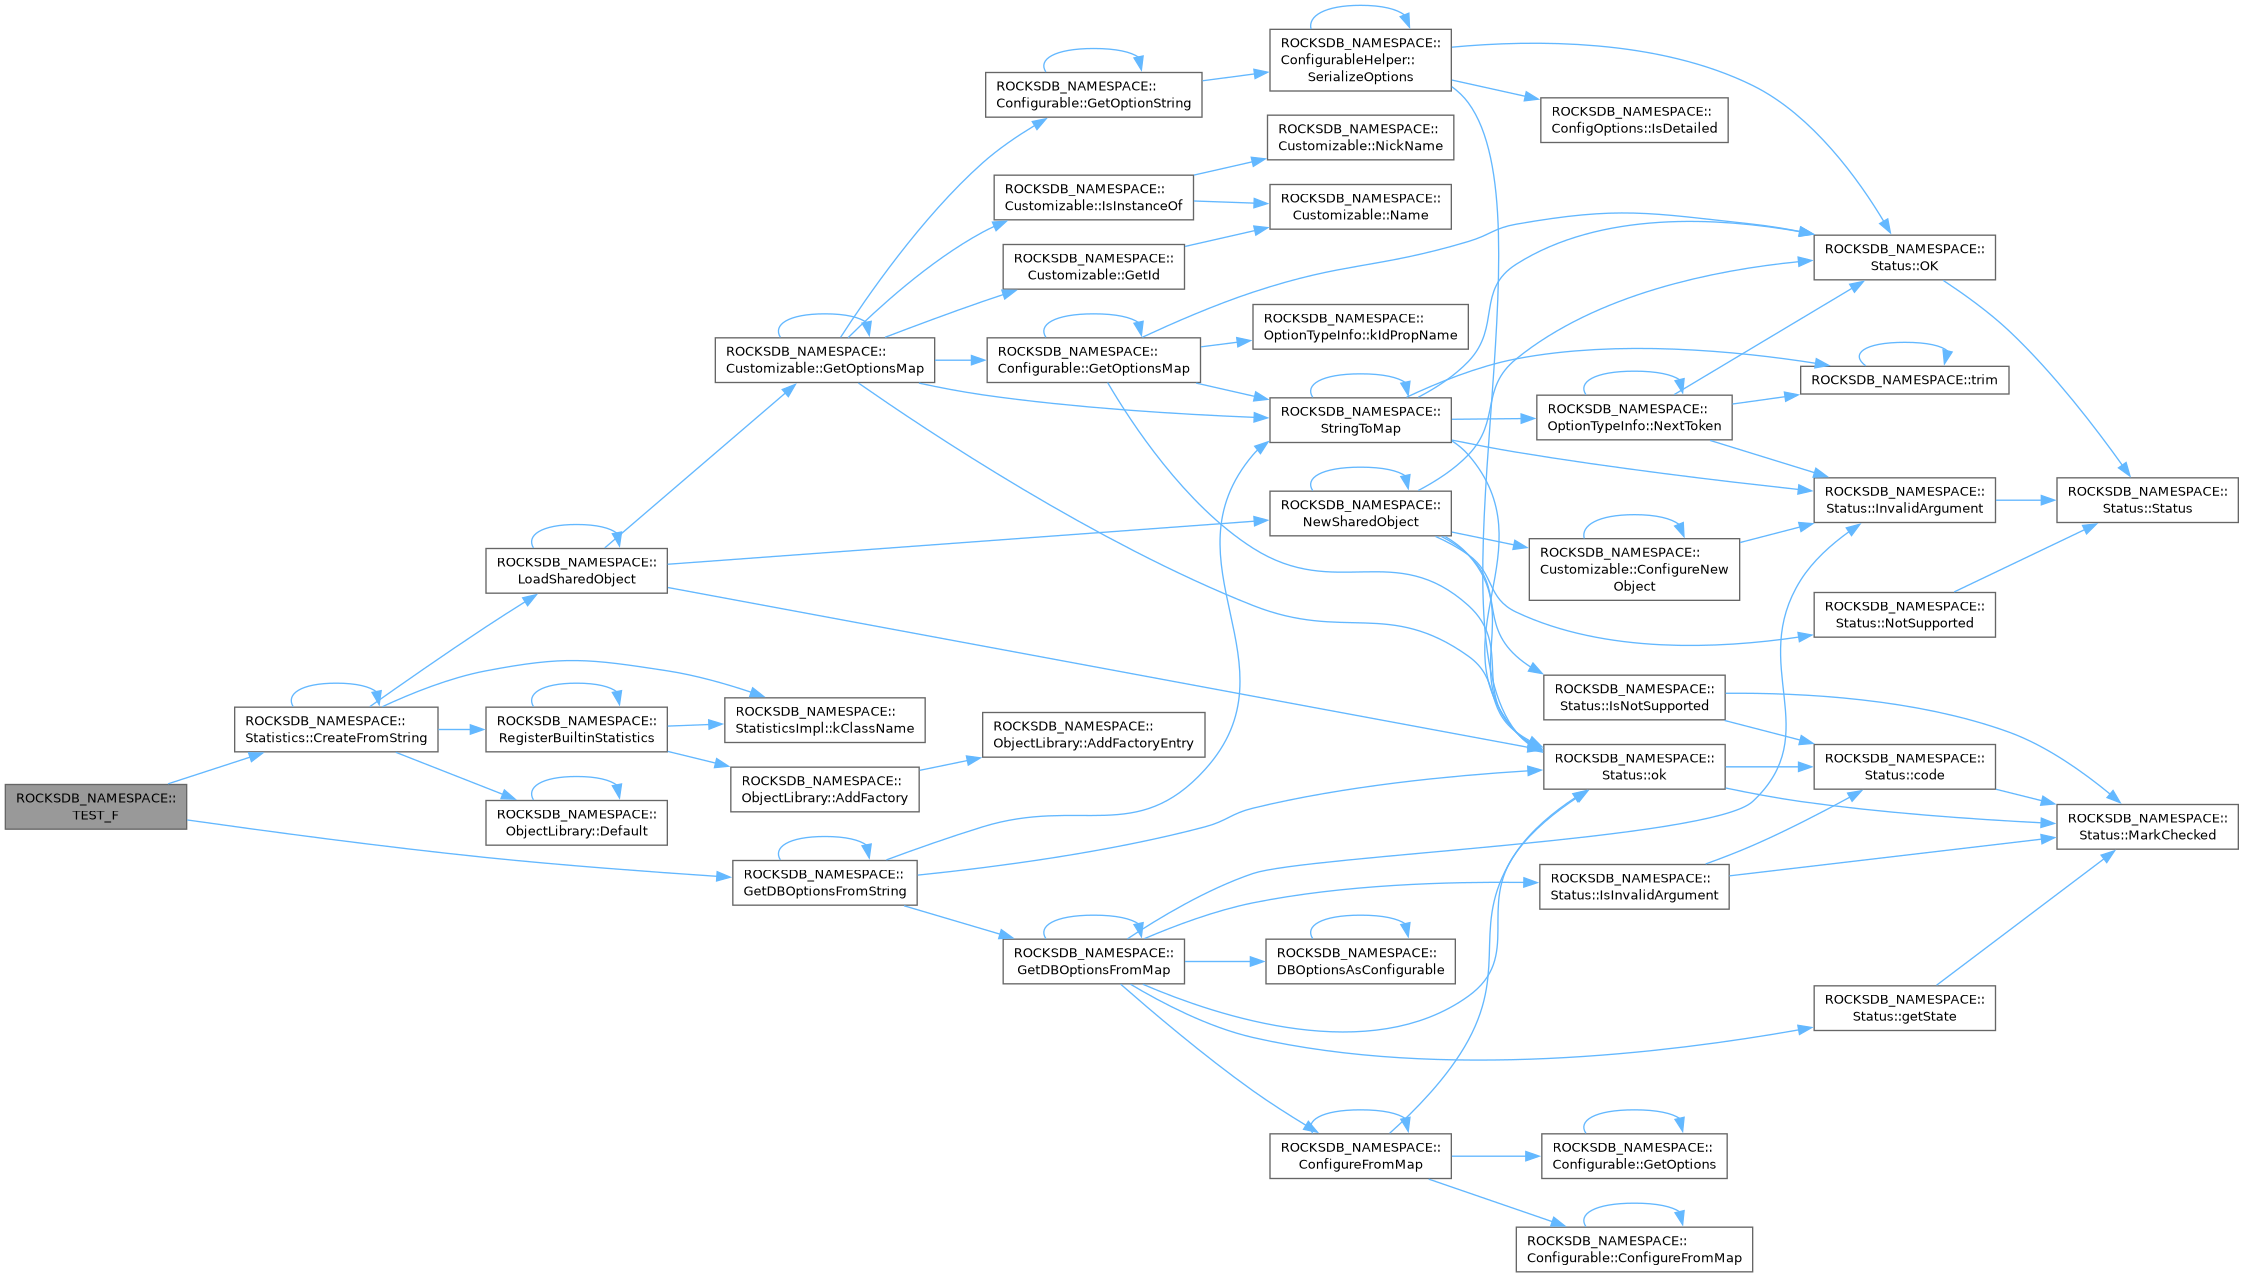 ROCKSDB_NAMESPACE::
TEST_F
ROCKSDB_NAMESPACE::
Statistics::CreateFromString
ROCKSDB_NAMESPACE::
LoadSharedObject
ROCKSDB_NAMESPACE::
RegisterBuiltinStatistics
ROCKSDB_NAMESPACE::
ObjectLibrary::Default
ROCKSDB_NAMESPACE::
Customizable::GetOptionsMap
ROCKSDB_NAMESPACE::
StatisticsImpl::kClassName
ROCKSDB_NAMESPACE::
ObjectLibrary::AddFactory
ROCKSDB_NAMESPACE::
GetDBOptionsFromString
ROCKSDB_NAMESPACE::
Configurable::GetOptionString
ROCKSDB_NAMESPACE::
Customizable::IsInstanceOf
ROCKSDB_NAMESPACE::
Customizable::GetId
ROCKSDB_NAMESPACE::
Configurable::GetOptionsMap
ROCKSDB_NAMESPACE::
ObjectLibrary::AddFactoryEntry
ROCKSDB_NAMESPACE::
GetDBOptionsFromMap
ROCKSDB_NAMESPACE::
ConfigurableHelper::
SerializeOptions
ROCKSDB_NAMESPACE::
Customizable::NickName
ROCKSDB_NAMESPACE::
Customizable::Name
ROCKSDB_NAMESPACE::
OptionTypeInfo::kIdPropName
ROCKSDB_NAMESPACE::
StringToMap
ROCKSDB_NAMESPACE::
NewSharedObject
ROCKSDB_NAMESPACE::
DBOptionsAsConfigurable
ROCKSDB_NAMESPACE::
ConfigureFromMap
ROCKSDB_NAMESPACE::
ConfigOptions::IsDetailed
ROCKSDB_NAMESPACE::
OptionTypeInfo::NextToken
ROCKSDB_NAMESPACE::
Customizable::ConfigureNew
Object
ROCKSDB_NAMESPACE::
Status::IsNotSupported
ROCKSDB_NAMESPACE::
Status::ok
ROCKSDB_NAMESPACE::
Status::IsInvalidArgument
ROCKSDB_NAMESPACE::
Configurable::GetOptions
ROCKSDB_NAMESPACE::
Configurable::ConfigureFromMap
ROCKSDB_NAMESPACE::
Status::OK
ROCKSDB_NAMESPACE::trim
ROCKSDB_NAMESPACE::
Status::InvalidArgument
ROCKSDB_NAMESPACE::
Status::NotSupported
ROCKSDB_NAMESPACE::
Status::code
ROCKSDB_NAMESPACE::
Status::getState
ROCKSDB_NAMESPACE::
Status::Status
ROCKSDB_NAMESPACE::
Status::MarkChecked